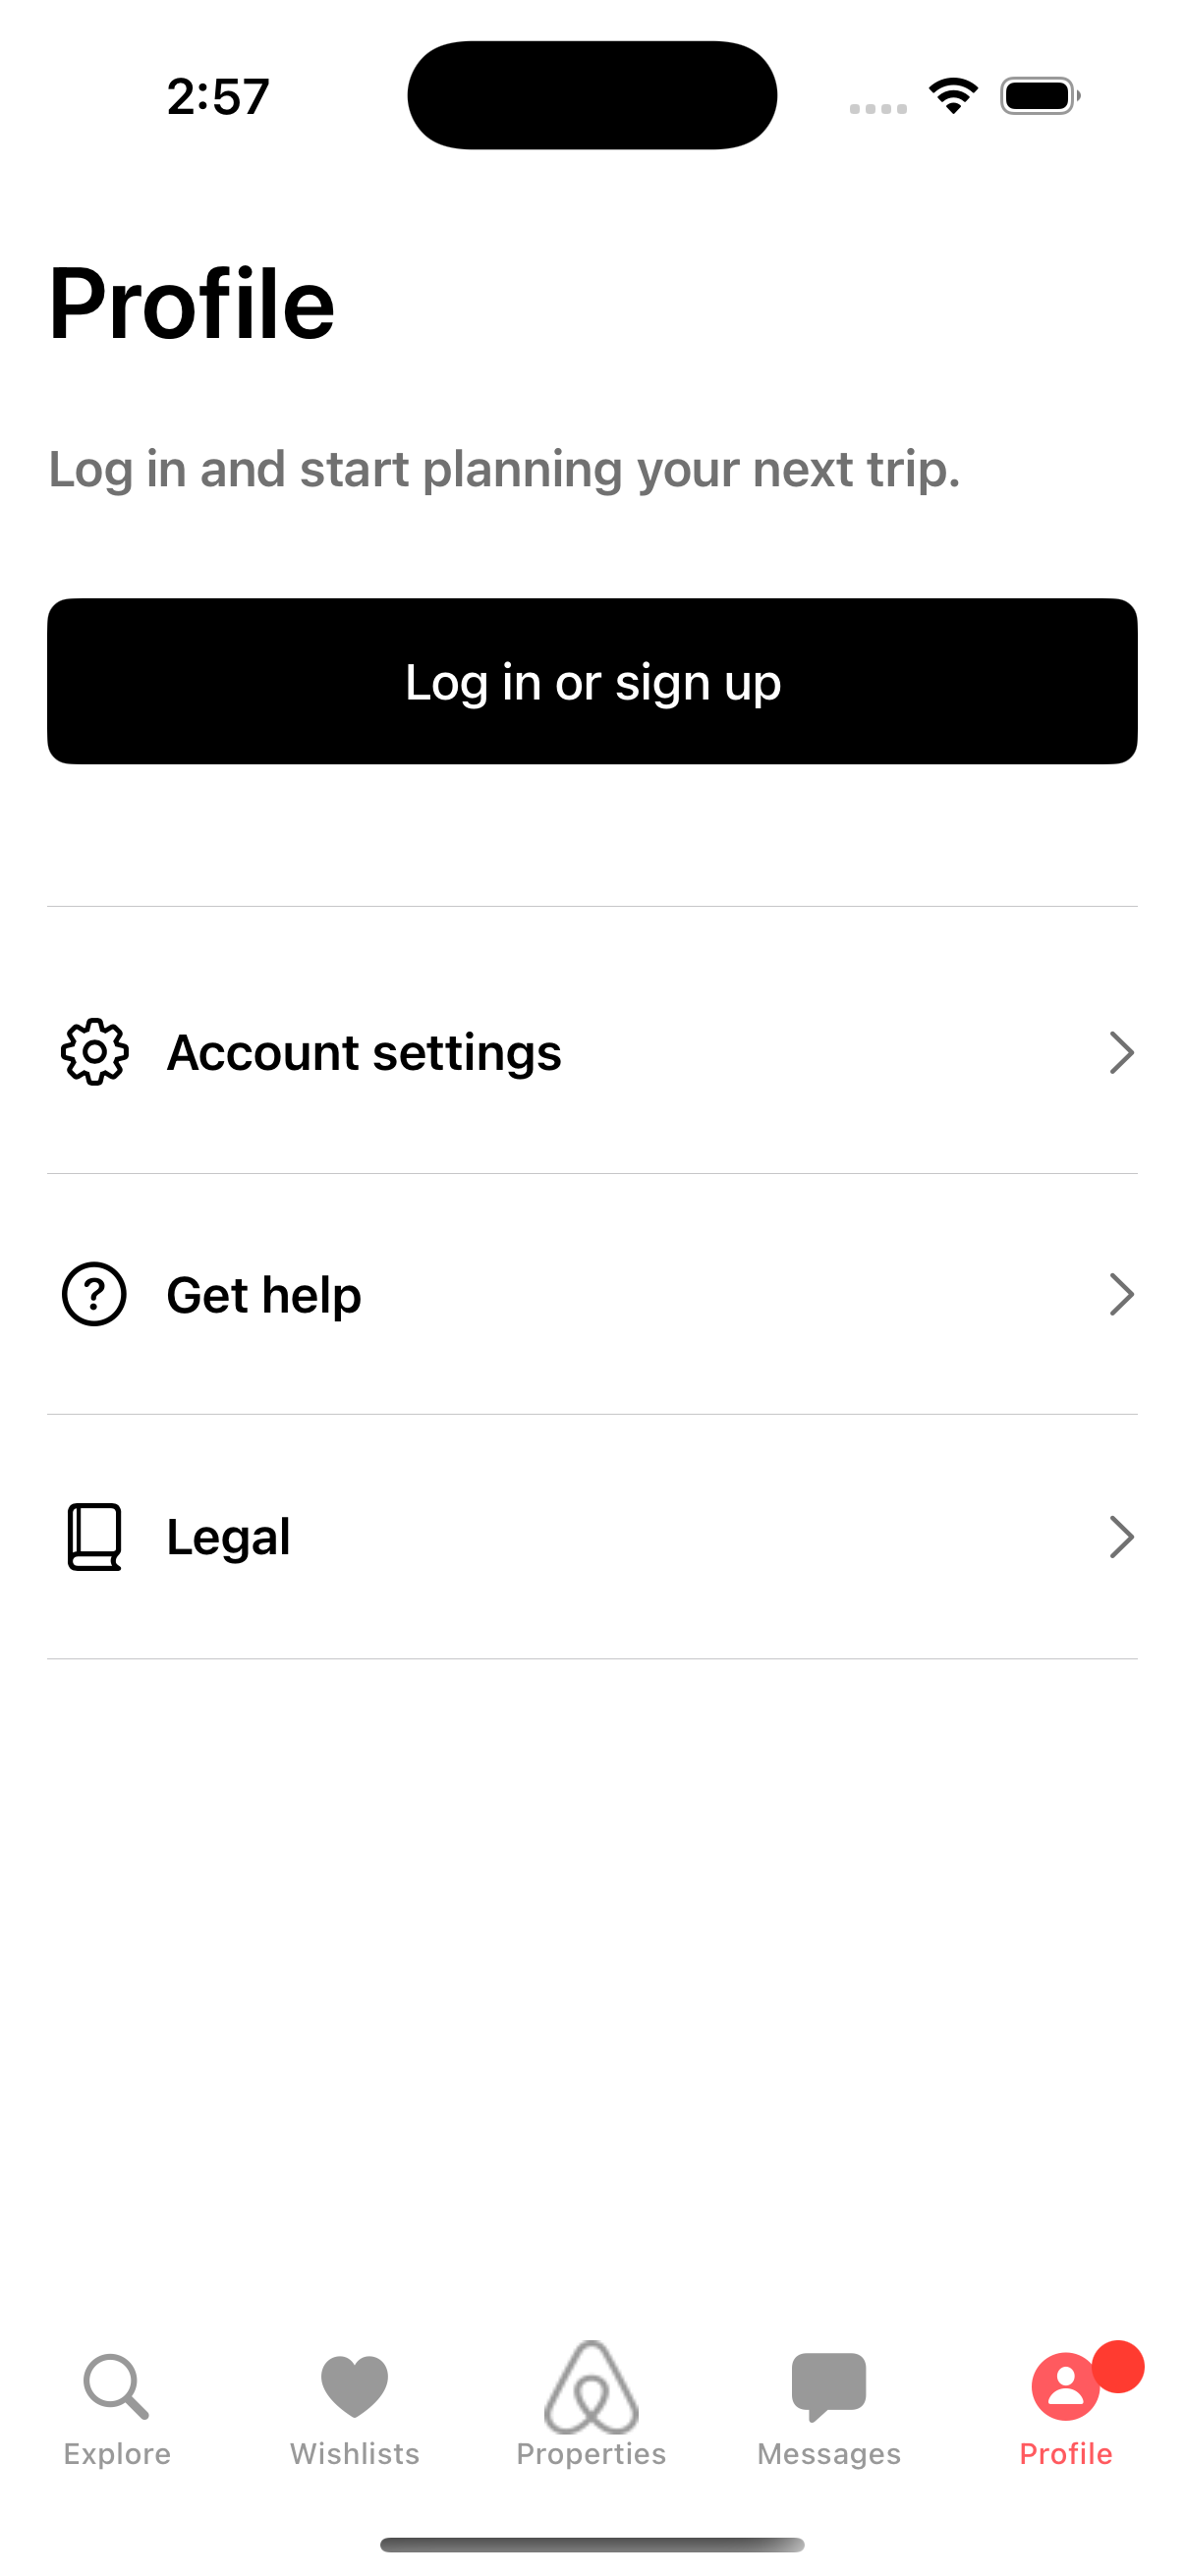 2:57
Profile
Log in and start planning your next trip.
Log in or sign up
Account settings
Get help
Legal
Explore
Wishlists
Properties
Messages
Profile